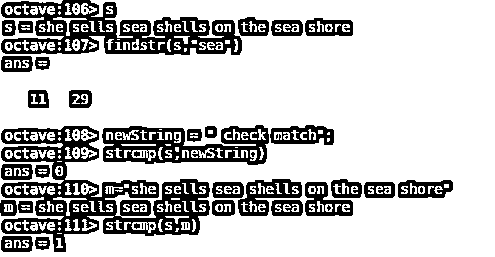 octave:106> s
s = she sells sea shells on the sea shore
octave:107> findstr(s,"sea")
ans =
11 29
octave:108> newString = " check match";
octave:109> strcmp(s,newString)
ans = 0
octave:110> m="she sells sea shells on the sea shore"
m = she sells sea shells on the sea shore
octave:111> strcmp(s,m)
ans = 1